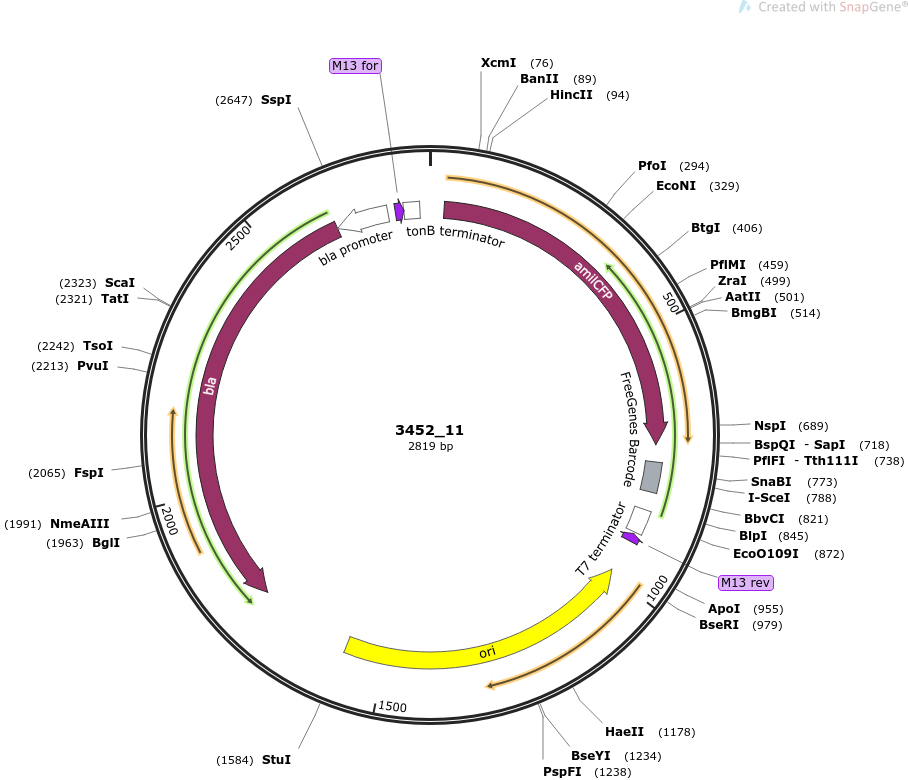 Created with SnapGene®
M13 for
(2647) SspI
XcmI (76)
BanII (89)
HincII (94)
PfoI (294)
EcoNI (329)
BtgI (406)
PflMI (459)
ZraI (499)
AatII (501)
BmgBI (514)
NspI (689)
BspQI - SapI (718)
PflFI - Tth111I (738)
SnaBI (773)
I-SceI (788)
BbvCI (821)
BlpI (845)
EcoO109I (872)
M13 rev
ApoI (955)
BseRI (979)
HaeII (1178)
BseYI (1234)
PspFI (1238)
(1584) StuI
(1963) BglI
(1991) NmeAIII
(2065) FspI
(2213) PvuI
(2242) TsoI
(2321) TatI
(2323) ScaI
500
1000
1500
2000
2500
bla promoter
tonB terminator
amilCFP
FreeGenes Barcode
T7 terminator
ori
bla
3452_11
2819 bp